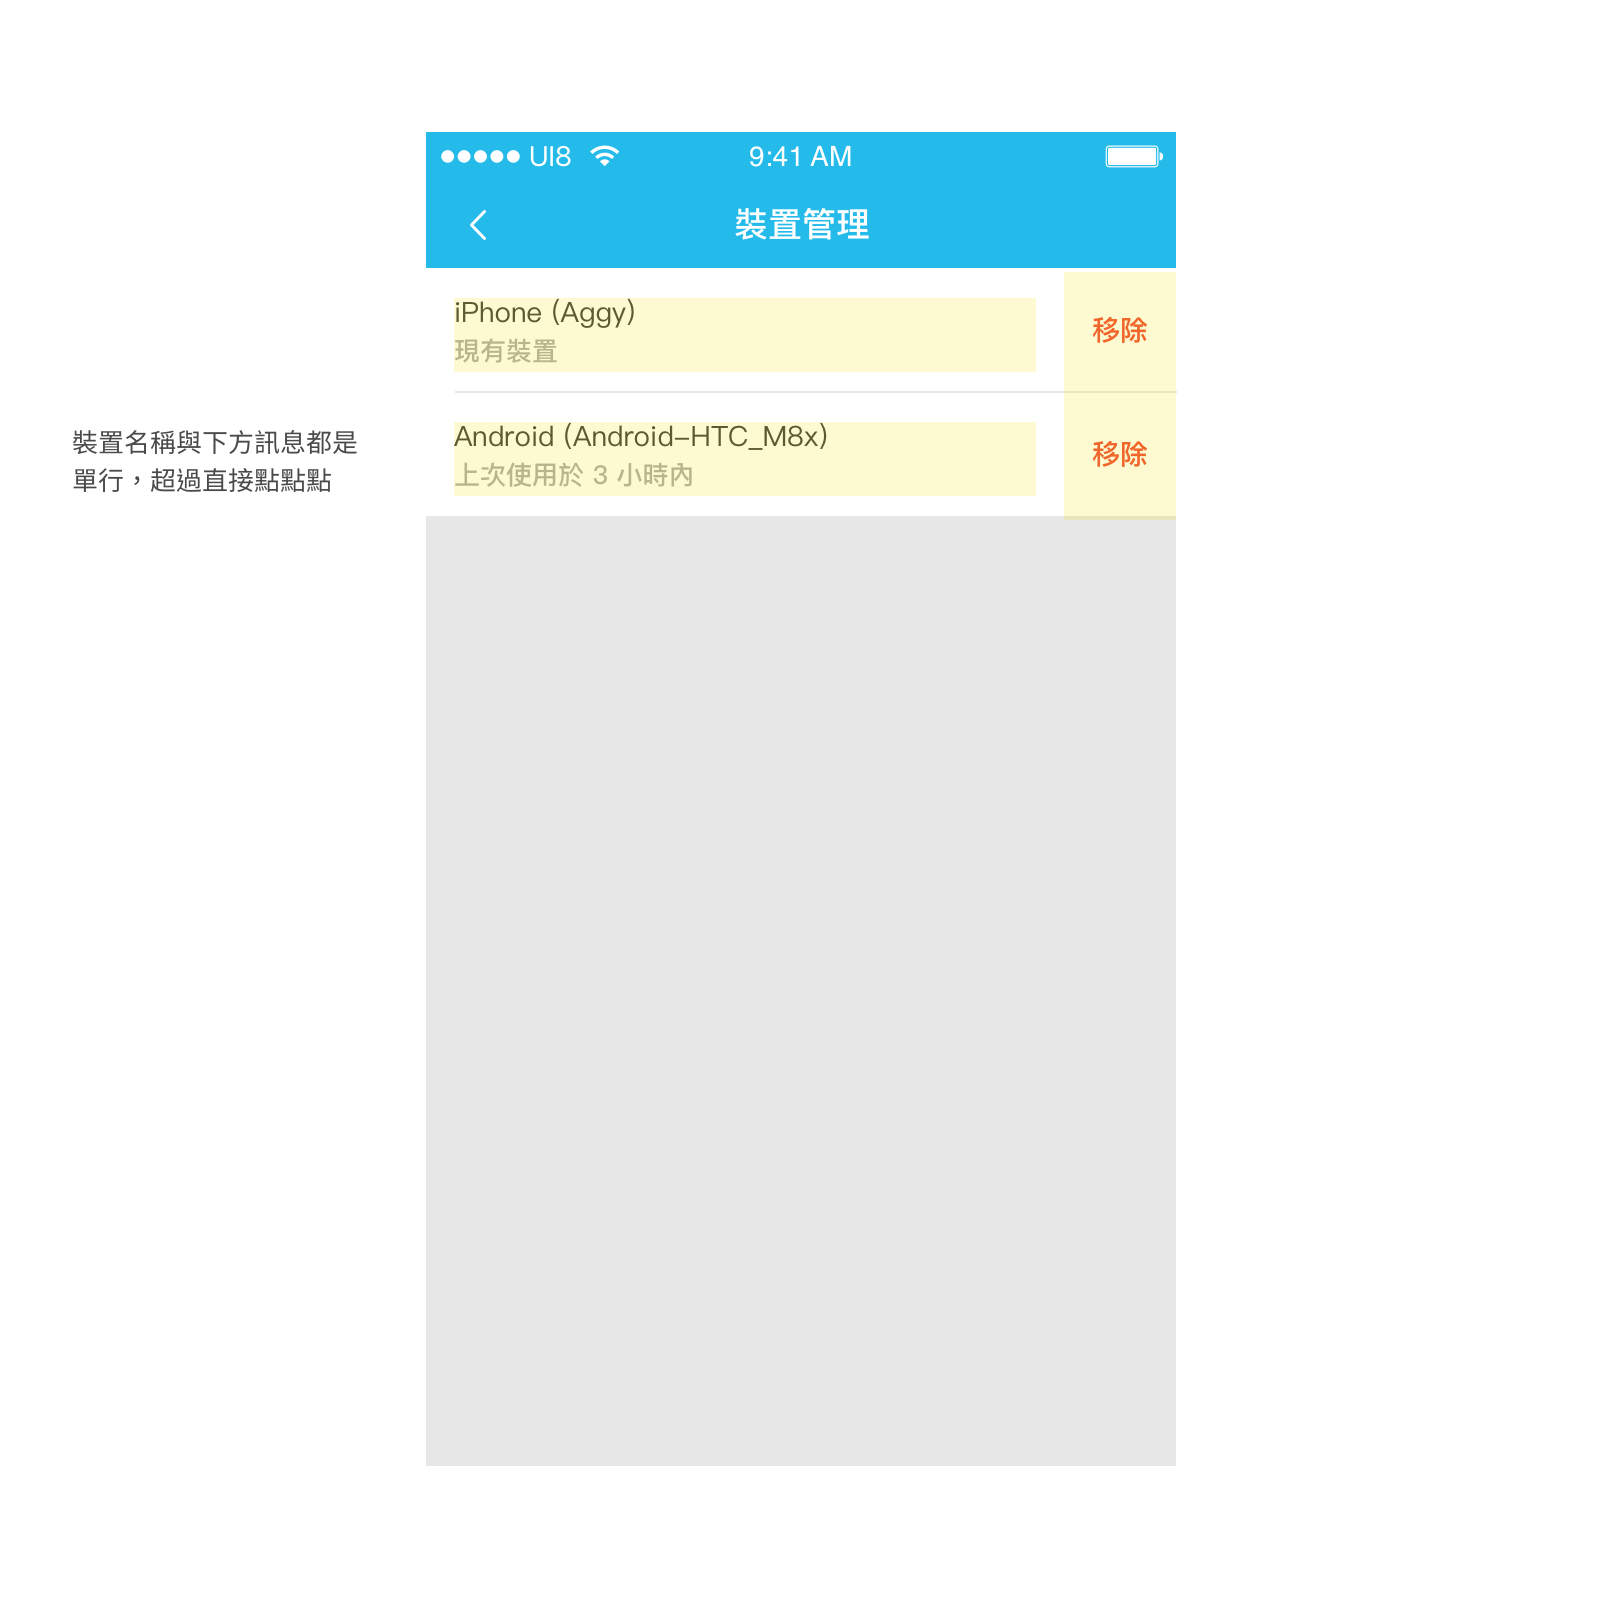 UI8
9:41 AM
裝置管理
iPhone (Aggy)
現有裝置
移除
Android (Android–HTC_M8x)
上次使用於 3 小時內
移除
裝置名稱與下方訊息都是
單行，超過直接點點點